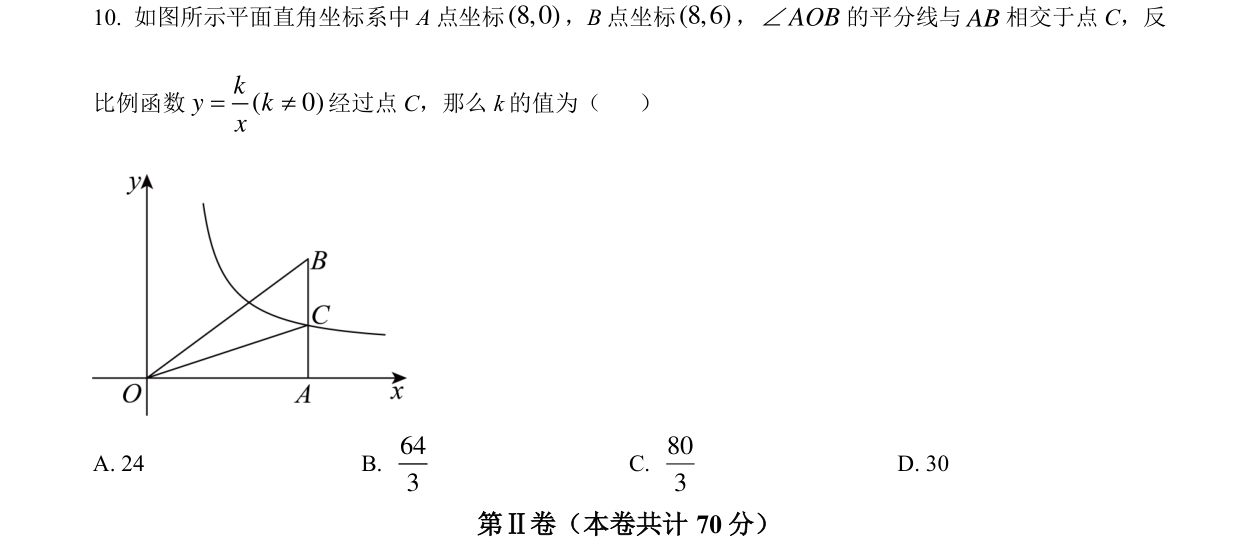 10. 如图所示平面直角坐标系中 A 点坐标(8,0)，B 点坐标(8,6)，∠AOB 的平分线与 AB 相交于点 C，反
比例函数 y = k/x (k ≠ 0) 经过点 C，那么 k 的值为（　　）
y
B
C
O
A
x
A. 24 B. 64/3 C. 80/3 D. 30
第Ⅱ卷（本卷共计 70 分）